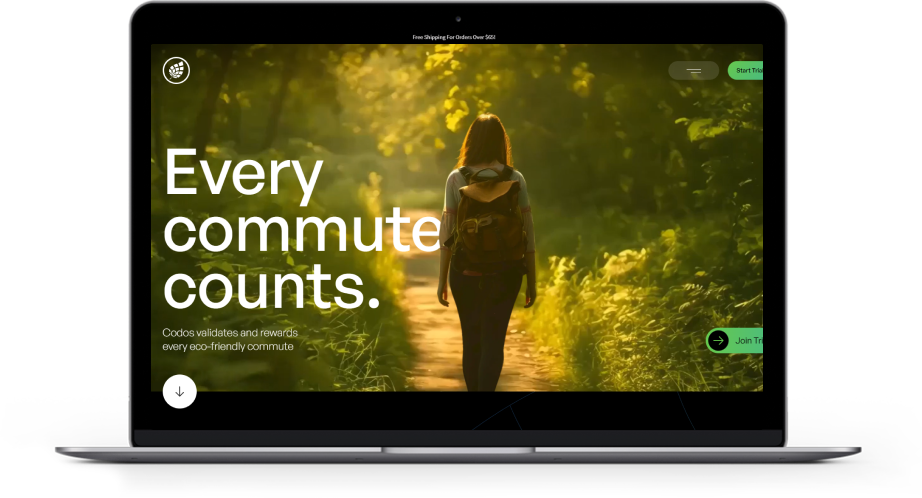 Free Shipping For Orders Over $65!
Start Tria
Every
commute
counts.
Codos validates and rewards
every eco-friendly commute
Join Tri